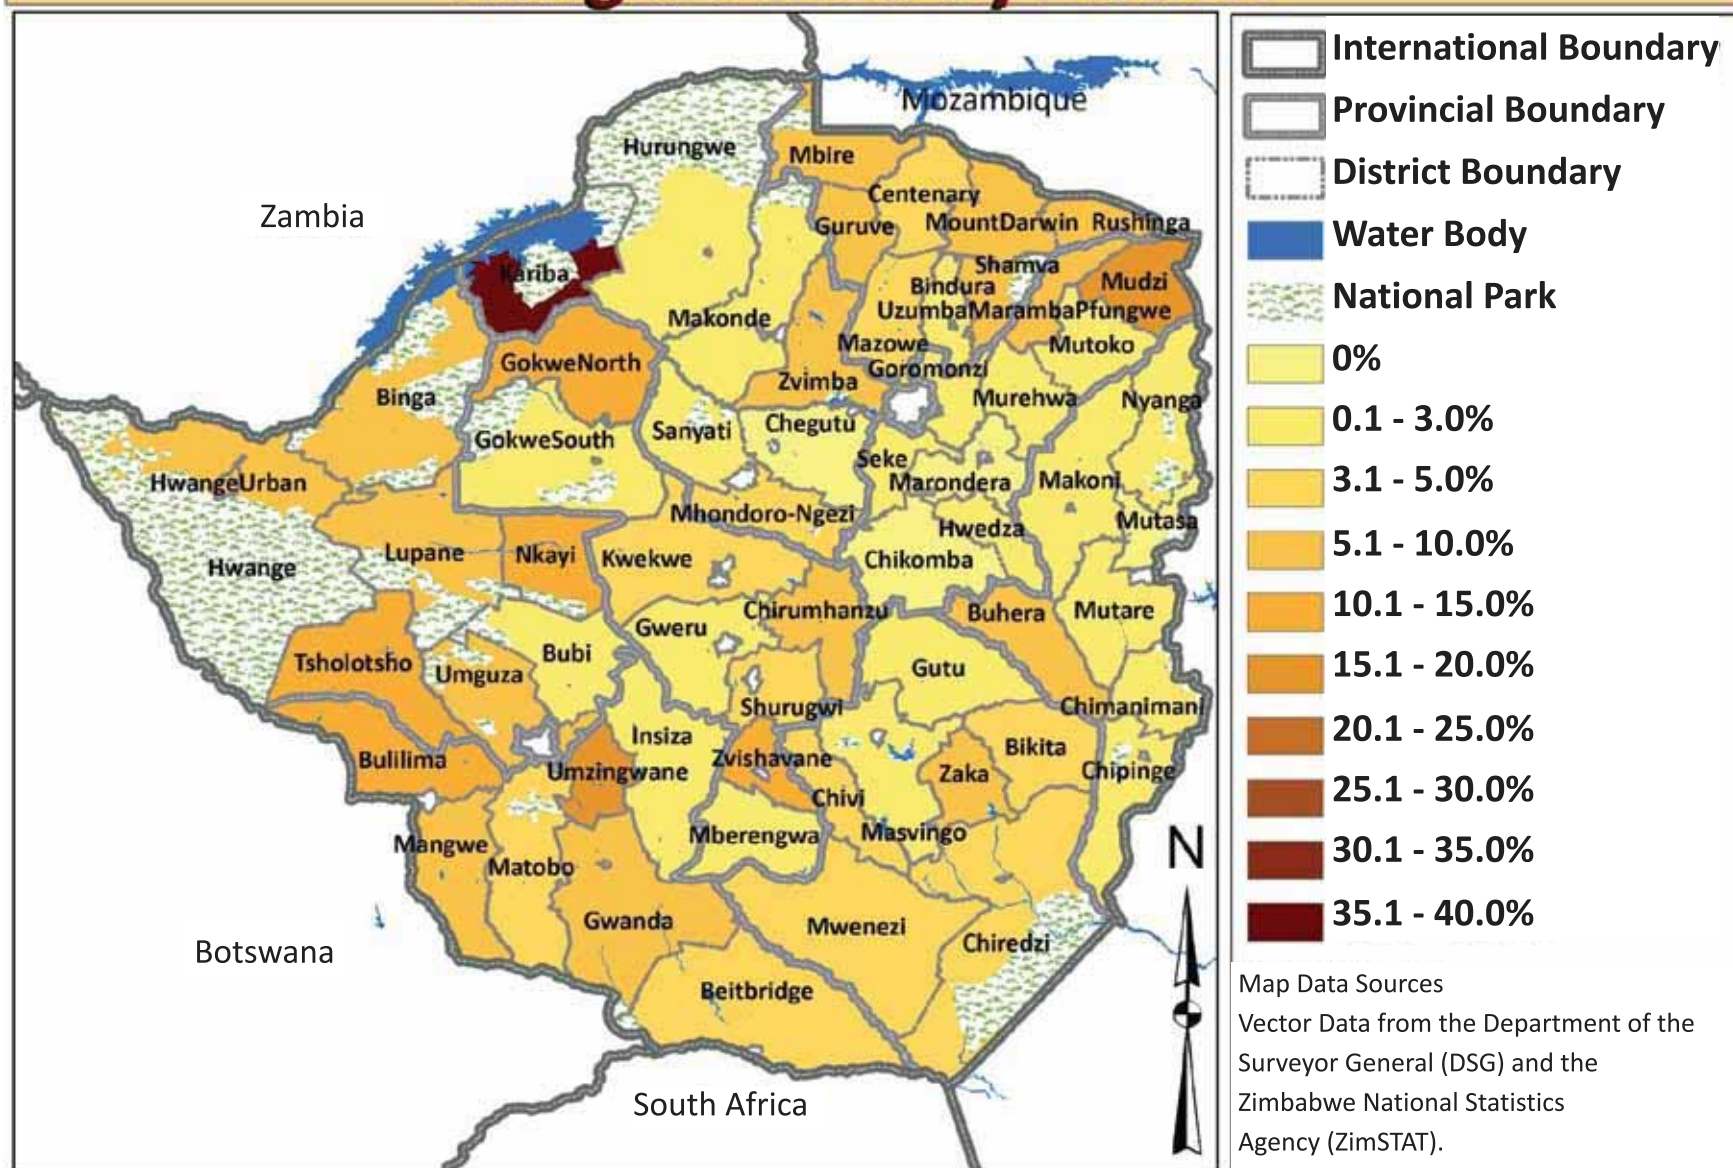 Mozambique
Hurungwe
Mbire
Zambia
Centenary
Guruve
MountDarwin
Rushinga
Kariba
Shamva
Mudzi
Bindura
UzumbaMarambaPfungwe
Makonde
Mazowe
Mutoko
GokweNorth
Goromonzi
Zvimba
Binga
Murehwa
Nyanga
GokweSouth
Sanyati
Chegutu
Seke
HwangeUrban
Marondera
Makoni
Mhondoro-Ngezi
Mutasa
Hwedza
Lupane
Nkayi
Kwekwe
Chikomba
Hwange
Chirumhanzu
Buhera
Mutare
Gweru
Bubi
Tsholotsho
Umguza
Gutu
Shurugwi
Chimanimani
Insiza
Bikita
Bulilima
Umzingwane
Zvishavane
Zaka
Chipinge
Chivi
Mangwe
Mberengwa
Masvingo
N
Matobo
Gwanda
Mwenezi
Chiredzi
Botswana
Beitbridge
South Africa
International Boundary
Provincial Boundary
District Boundary
Water Body
National Park
0%
0.1 - 3.0%
3.1 - 5.0%
5.1 - 10.0%
10.1 - 15.0%
15.1 - 20.0%
20.1 - 25.0%
25.1 - 30.0%
30.1 - 35.0%
35.1 - 40.0%
Map Data Sources
Vector Data from the Department of the
Surveyor General (DSG) and the
Zimbabwe National Statistics
Agency (ZimSTAT).